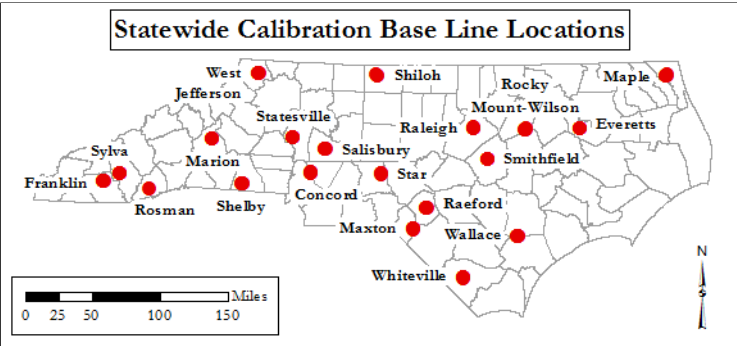 Statewide Calibration Base Line Locations
West
Jefferson
Shiloh
Rocky
Mount-Wilson
Maple
Statesville
Raleigh
Everetts
Sylva
Marion
Salisbury
Smithfield
Franklin
Rosman
Shelby
Concord
Star
Raeford
Maxton
Wallace
Whiteville
N
S
Miles
0 25 50 100 150